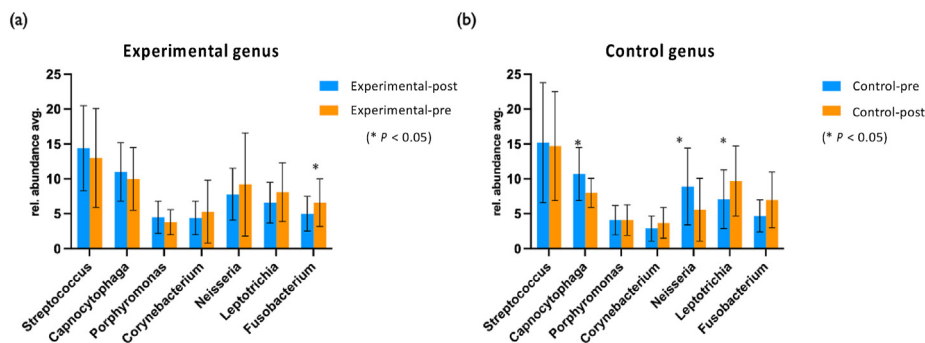 (a)
Experimental genus
rel. abundance avg.
25
20
15
10
5
0
Experimental-post
Experimental-pre
(* P < 0.05)
*
Streptococcus
Capnocytophaga
Porphyromonas
Corynebacterium
Neisseria
Leptotrichia
Fusobacterium
(b)
Control genus
rel. abundance avg.
25
20
15
10
5
0
Control-pre
Control-post
(* P < 0.05)
*
*
*
Streptococcus
Capnocytophaga
Porphyromonas
Corynebacterium
Neisseria
Leptotrichia
Fusobacterium